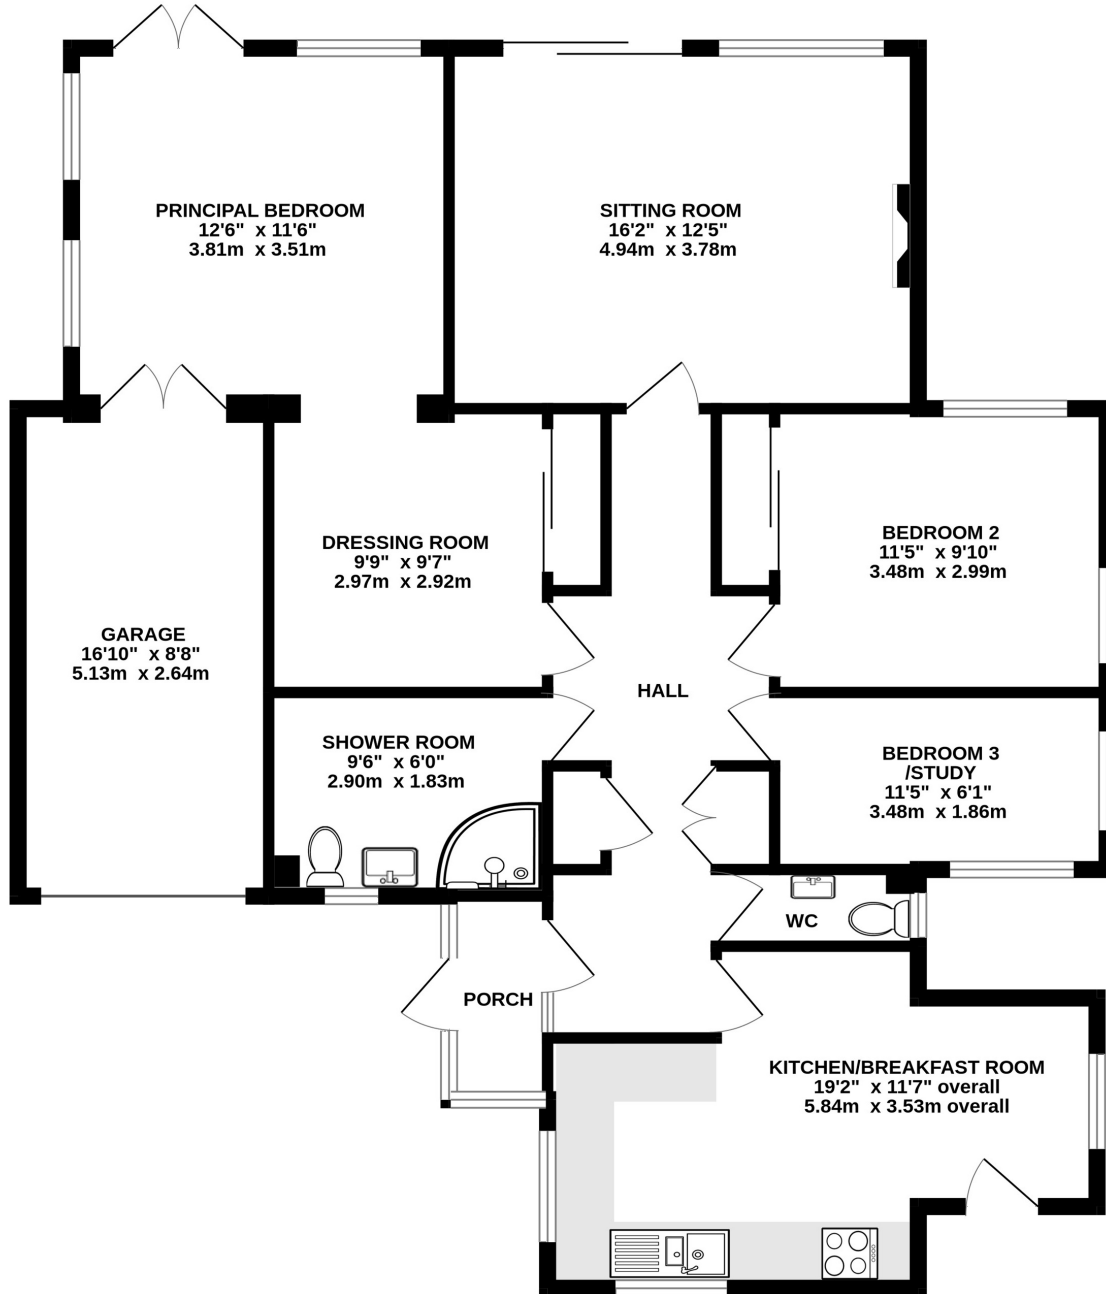 PRINCIPAL BEDROOM
12'6" x 11'6"
3.81m x 3.51m
SITTING ROOM
16'2" x 12'5"
4.94m x 3.78m
DRESSING ROOM
9'9" x 9'7"
2.97m x 2.92m
BEDROOM 2
11'5" x 9'10"
3.48m x 2.99m
GARAGE
16'10" x 8'8"
5.13m x 2.64m
HALL
SHOWER ROOM
9'6" x 6'0"
2.90m x 1.83m
BEDROOM 3
/STUDY
11'5" x 6'1"
3.48m x 1.86m
WC
PORCH
KITCHEN/BREAKFAST ROOM
19'2" x 11'7" overall
5.84m x 3.53m overall